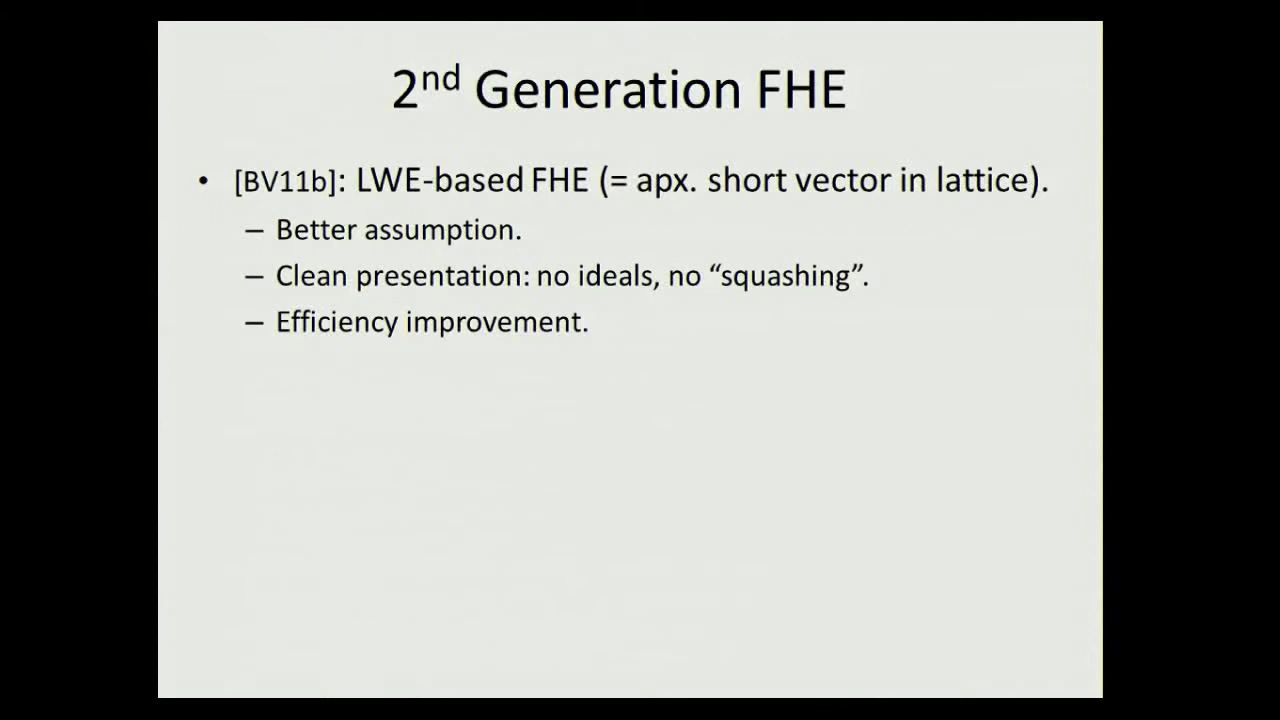 2nd Generation FHE
• [BV11b]: LWE-based FHE (= apx. short vector in lattice).
– Better assumption.
– Clean presentation: no ideals, no “squashing”.
– Efficiency improvement.